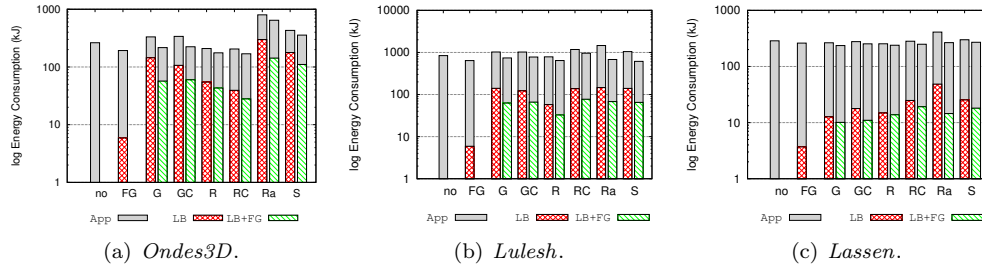 log Energy Consumption (kJ)
1000
100
10
1
no FG G GC R RC Ra S
App LB LB+FG
(a) Ondes3D.
log Energy Consumption (kJ)
10000
1000
100
10
1
no FG G GC R RC Ra S
App LB LB+FG
(b) Lulesh.
log Energy Consumption (kJ)
1000
100
10
1
no FG G GC R RC Ra S
App LB LB+FG
(c) Lassen.